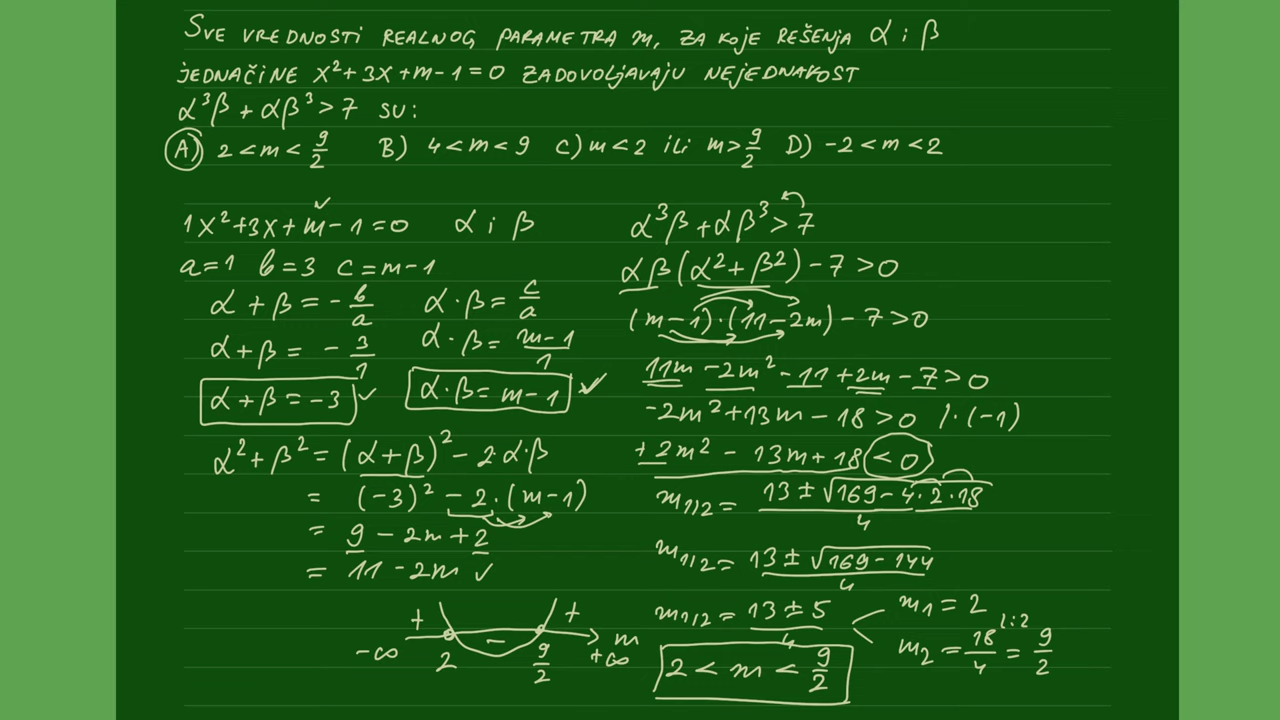 SVE VREDNOSTI REALNOG PARAMETRA m, ZA KOJE REŠENJA α i β
JEDNAČINE x²+3x+m-1=0 ZADOVOLJAVAJU NEJEDNAKOST
α³β + αβ³ > 7 SU:
A) 2 < m < 9/2 B) 4 < m < 9 C) m < 2 ili m > 9/2 D) -2 < m < 2
1x²+3x+m-1=0 α i β
a=1 b=3 c=m-1
α + β = - b/a α·β = c/a
α + β = - 3/1 α·β = m-1/1
α + β = -3 ✓ α·β = m-1 ✓
α²+β² = (α+β)² - 2·α·β
= (-3)² - 2·(m-1)
= 9 - 2m + 2
= 11 - 2m ✓
α³β + αβ³ > 7
αβ(α²+β²) - 7 > 0
(m-1)·(11-2m) - 7 > 0
11m - 2m² - 11 + 2m - 7 > 0
-2m² + 13m - 18 > 0 /·(-1)
+2m² - 13m + 18 < 0
m1/2 = 13 ± √169-4·2·18 / 4
m1/2 = 13 ± √169-144 / 4
m1/2 = 13 ± 5 / 4
m1 = 2
m2 = 18/4 = 9/2 /:2
2 < m < 9/2
+ - +
-∞ 2 9/2 +∞ m